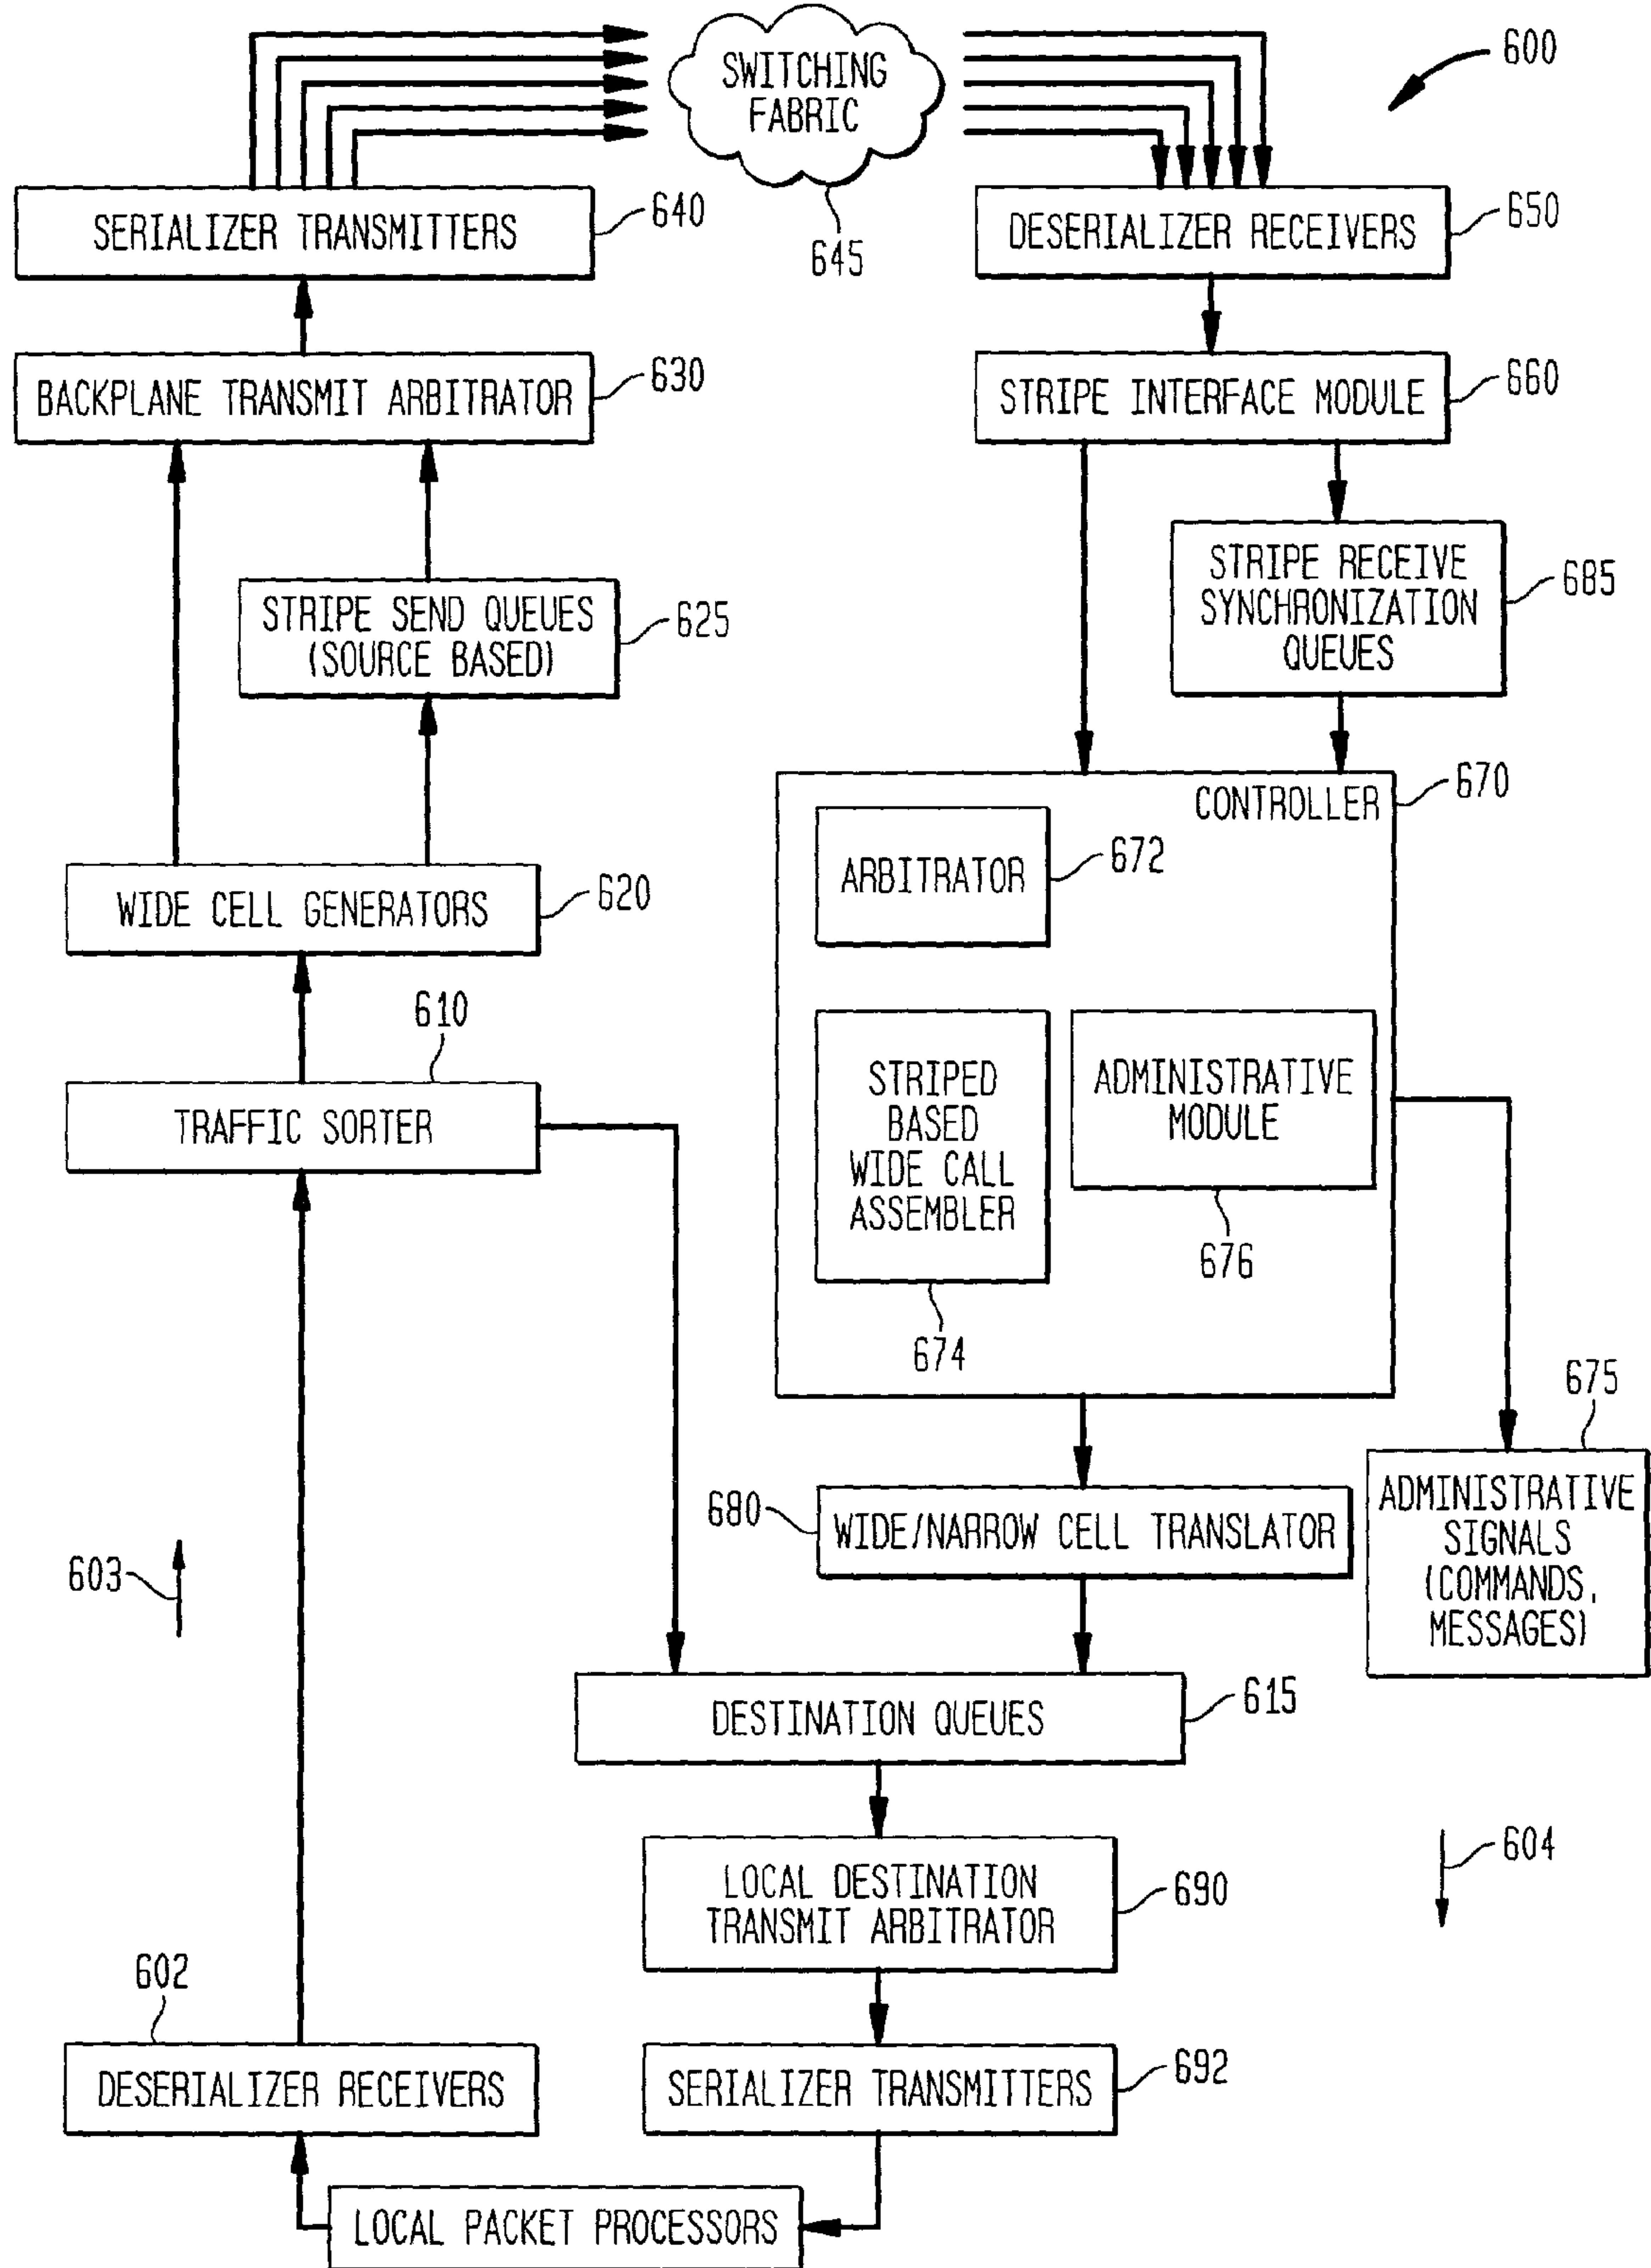 SWITCHING
FABRIC
600
645
SERIALIZER TRANSMITTERS
640
DESERIALIZER RECEIVERS
650
BACKPLANE TRANSMIT ARBITRATOR
630
STRIPE INTERFACE MODULE
660
STRIPE SEND QUEUES
(SOURCE BASED)
625
STRIPE RECEIVE
SYNCHRONIZATION
QUEUES
685
WIDE CELL GENERATORS
620
CONTROLLER
670
ARBITRATOR
672
610
TRAFFIC SORTER
STRIPED
BASED
WIDE CALL
ASSEMBLER
674
ADMINISTRATIVE
MODULE
676
675
ADMINISTRATIVE
SIGNALS
(COMMANDS,
MESSAGES)
680
WIDE/NARROW CELL TRANSLATOR
603
DESTINATION QUEUES
615
LOCAL DESTINATION
TRANSMIT ARBITRATOR
690
604
602
DESERIALIZER RECEIVERS
SERIALIZER TRANSMITTERS
692
LOCAL PACKET PROCESSORS